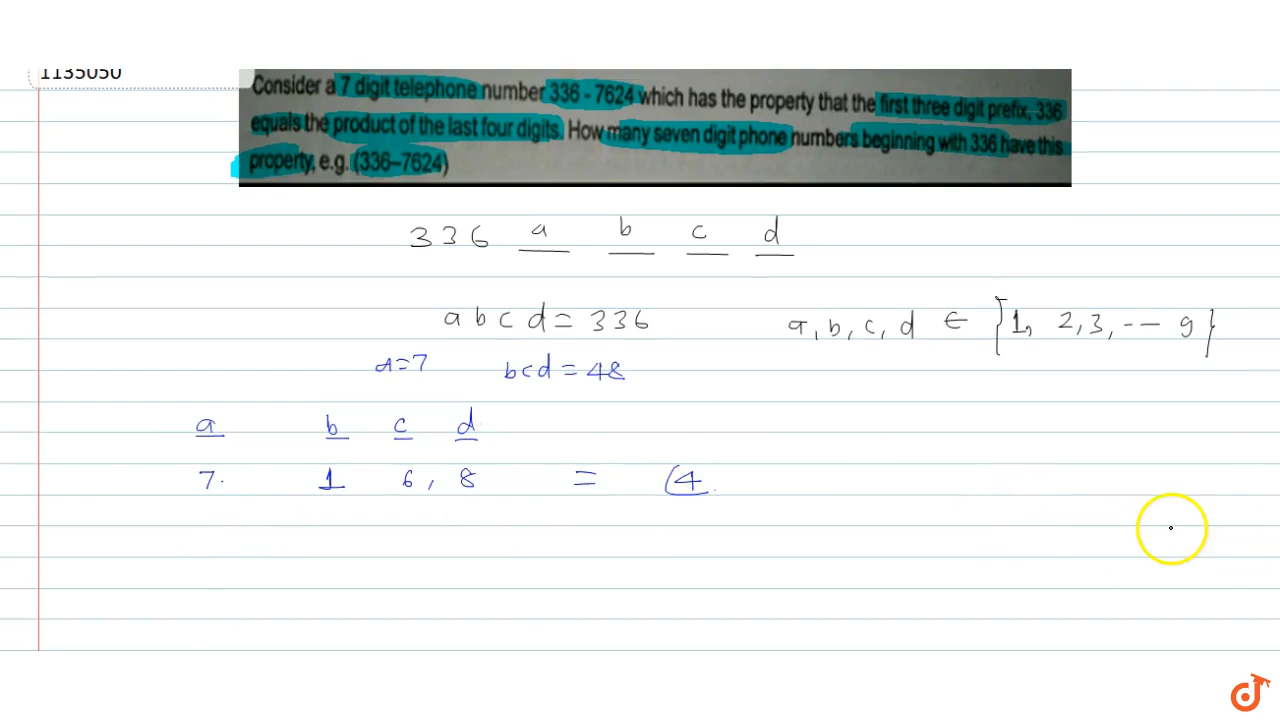 1135050
Consider a 7 digit telephone number 336 - 7624 which has the property that the first three digit prefix, 336
equals the product of the last four digits. How many seven digit phone numbers beginning with 336 have this
property, e.g. (336–7624)
336 a b c d
a b c d = 336 a, b, c, d ∈ {1, 2, 3, -- 9}
a=7 bcd = 48
a b c d
7. 1 6, 8 = (4.